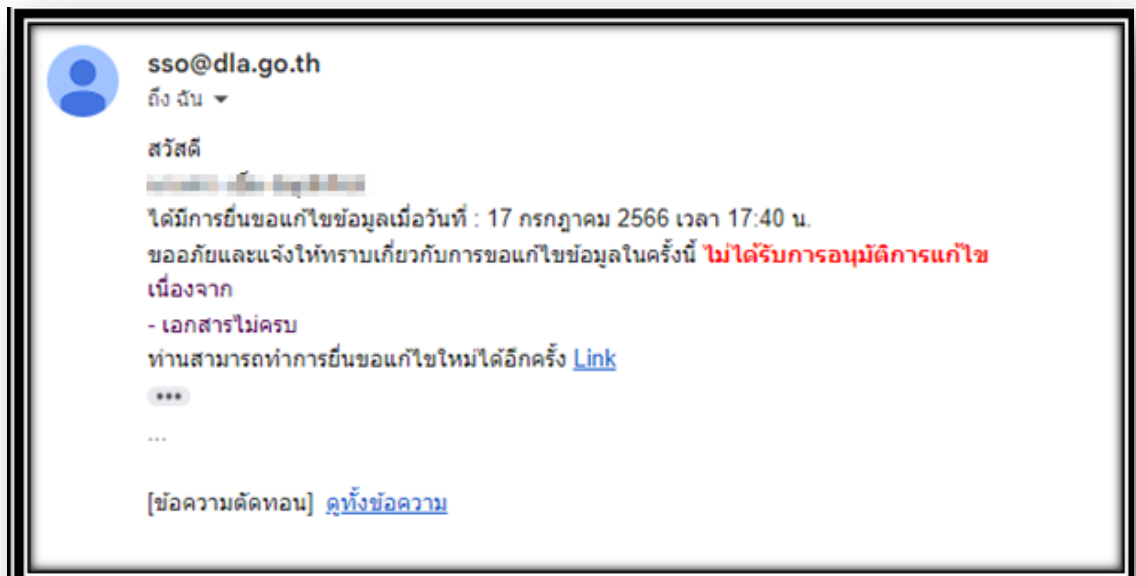 sso@dla.go.th
ถึง ฉัน
สวัสดี
ได้มีการยื่นขอแก้ไขข้อมูลเมื่อวันที่ : 17 กรกฎาคม 2566 เวลา 17:40 น.
ขออภัยและแจ้งให้ทราบเกี่ยวกับการขอแก้ไขข้อมูลในครั้งนี้ ไม่ได้รับการอนุมัติการแก้ไข
เนื่องจาก
- เอกสารไม่ครบ
ท่านสามารถทำการยื่นขอแก้ไขใหม่ได้อีกครั้ง Link
...
[ข้อความตัดทอน] ดูทั้งข้อความ